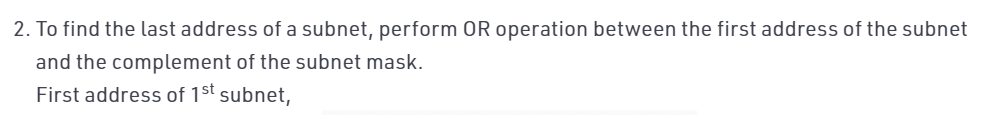 2. To find the last address of a subnet, perform OR operation between the first address of the subnet
and the complement of the subnet mask.
First address of 1st subnet,